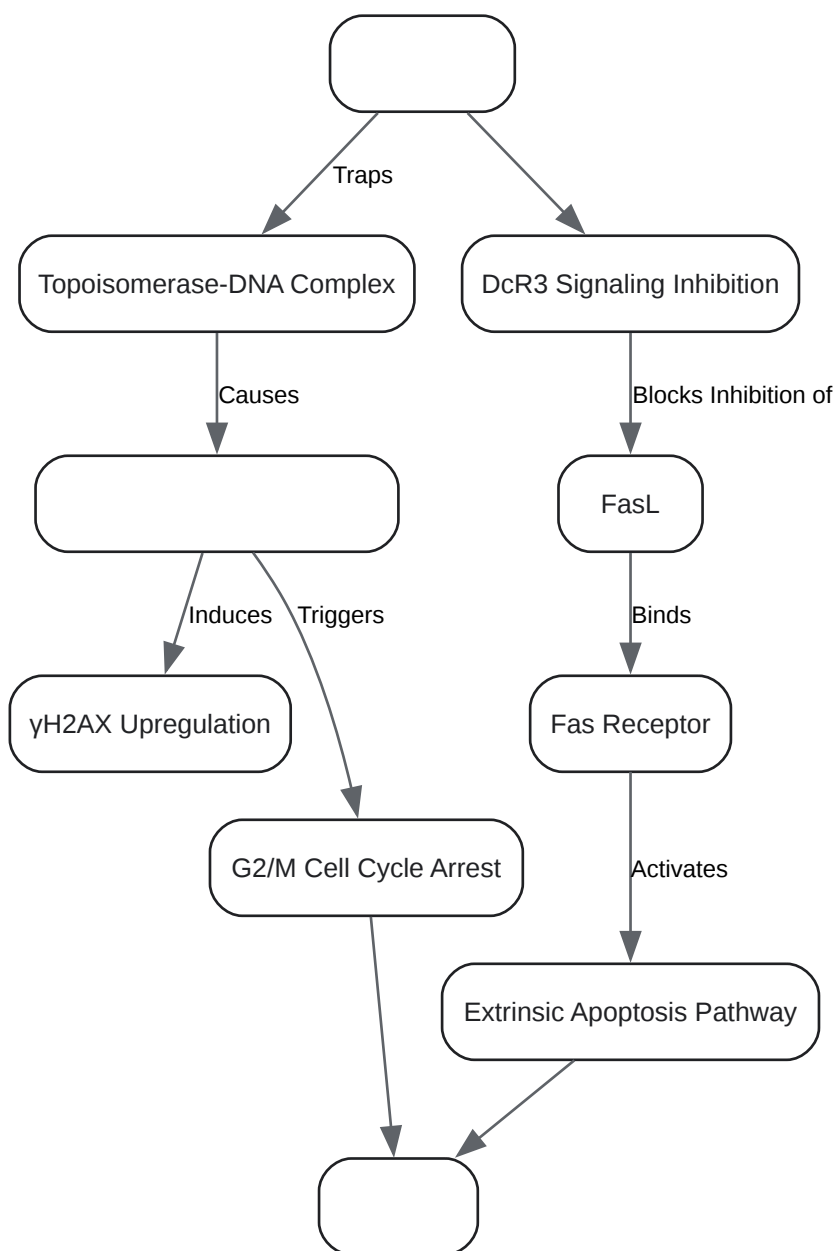 Traps
Topoisomerase-DNA Complex
DcR3 Signaling Inhibition
Causes
Blocks Inhibition of
FasL
Induces
Triggers
Binds
γH2AX Upregulation
Fas Receptor
G2/M Cell Cycle Arrest
Activates
Extrinsic Apoptosis Pathway